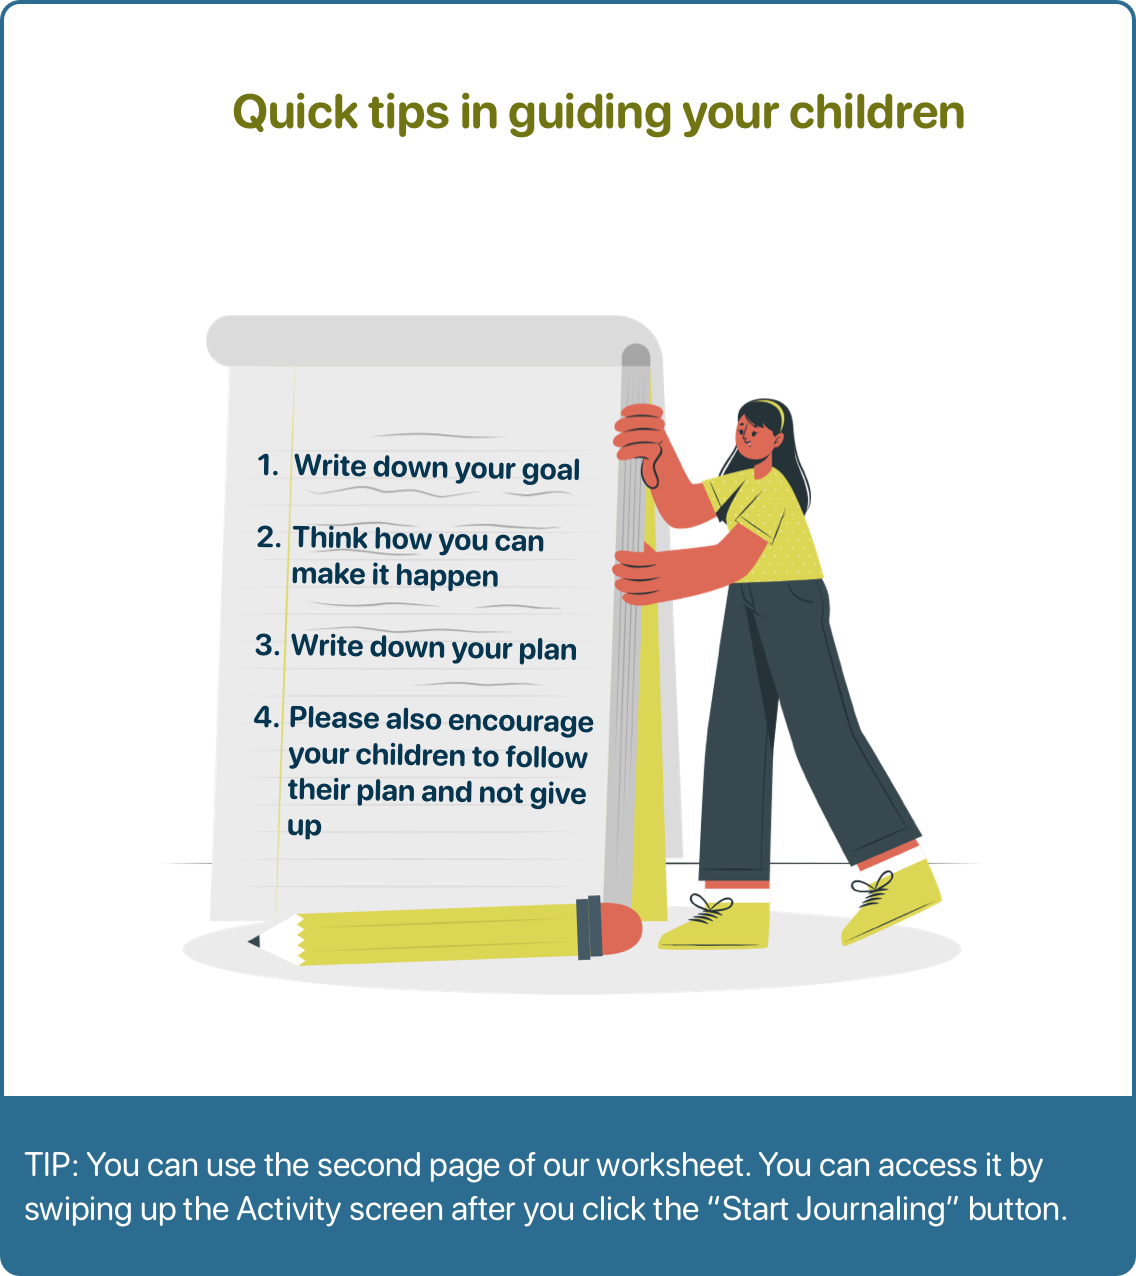 Quick tips in guiding your children
1. Write down your goal
2. Think how you can
make it happen
3. Write down your plan
4. Please also encourage
your children to follow
their plan and not give
up
TIP: You can use the second page of our worksheet. You can access it by
swiping up the Activity screen after you click the “Start Journaling” button.